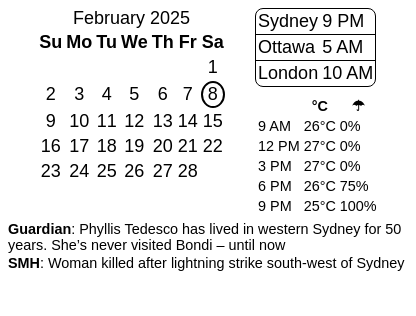 February 2025
Su Mo Tu We Th Fr Sa
1
2 3 4 5 6 7 8
9 10 11 12 13 14 15
16 17 18 19 20 21 22
23 24 25 26 27 28
Sydney 9 PM
Ottawa 5 AM
London 10 AM
°C ☂
9 AM 26°C 0%
12 PM 27°C 0%
3 PM 27°C 0%
6 PM 26°C 75%
9 PM 25°C 100%
Guardian: Phyllis Tedesco has lived in western Sydney for 50
years. She’s never visited Bondi – until now
SMH: Woman killed after lightning strike south-west of Sydney